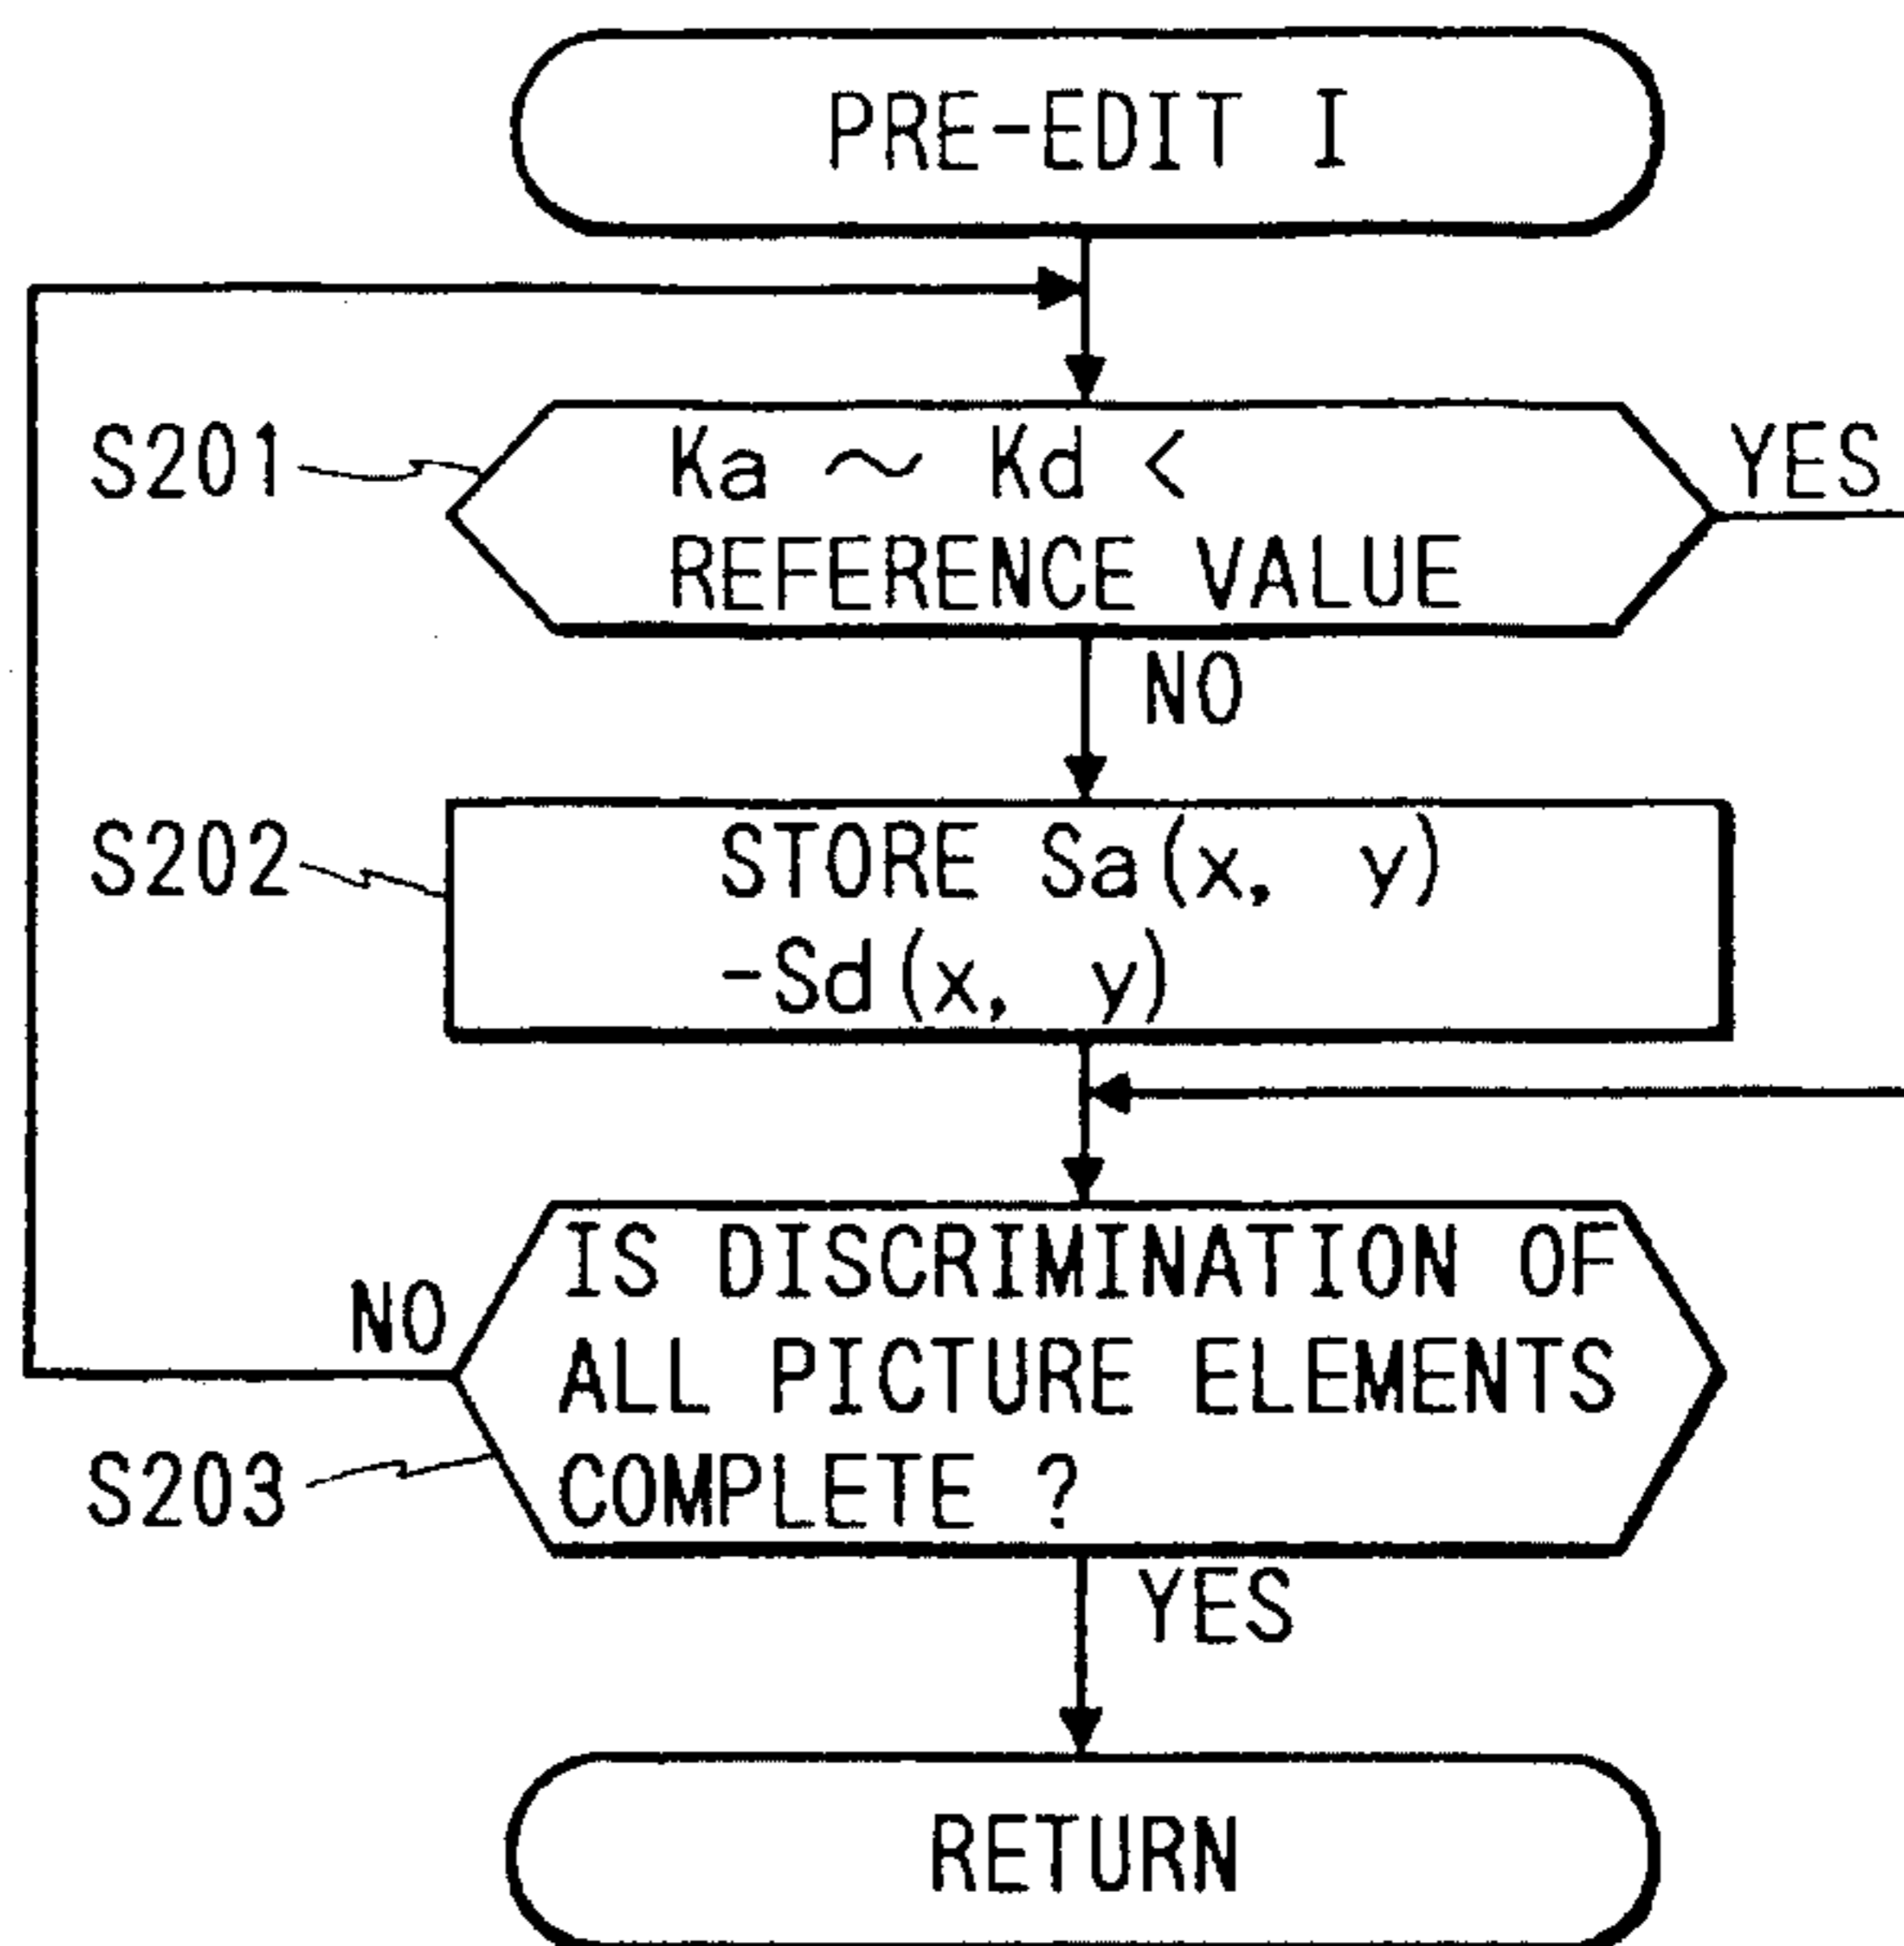 PRE-EDIT I
S201
Ka ～ Kd <
REFERENCE VALUE
YES
NO
S202
STORE Sa(x, y)
-Sd(x, y)
IS DISCRIMINATION OF
ALL PICTURE ELEMENTS
COMPLETE ?
NO
S203
YES
RETURN